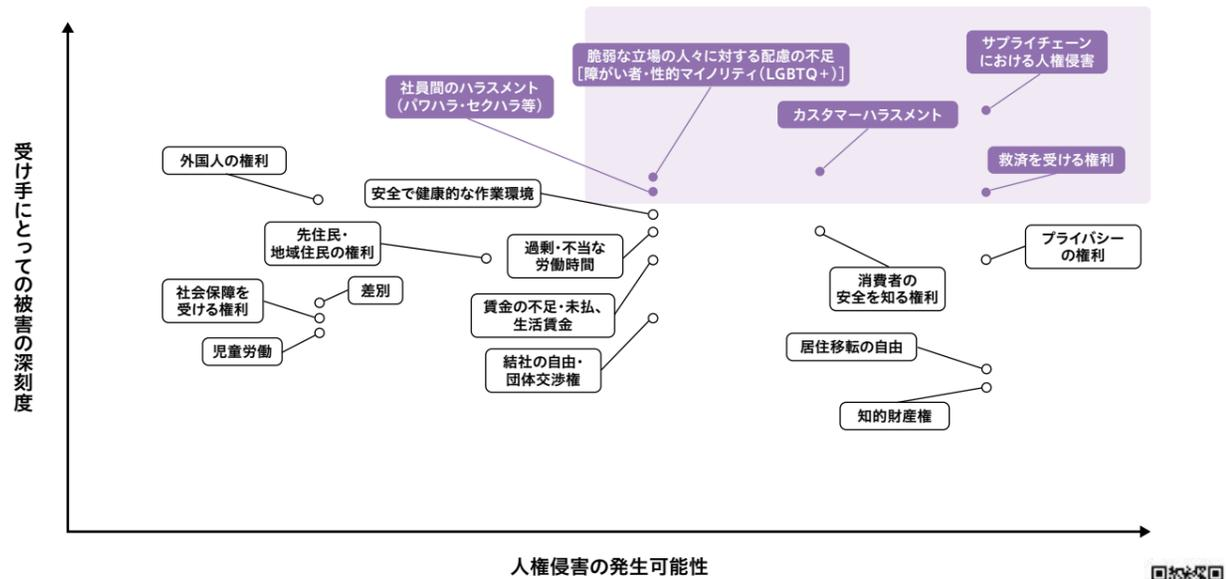 受け手にとっての被害の深刻度
脆弱な立場の人々に対する配慮の不足
[障がい者・性的マイノリティ(LGBTQ+)]
サプライチェーン
における人権侵害
社員間のハラスメント
(パワハラ・セクハラ等)
カスタマーハラスメント
外国人の権利
救済を受ける権利
安全で健康的な作業環境
先住民・
地域住民の権利
過剰・不当な
労働時間
プライバシー
の権利
社会保障を
受ける権利
差別
消費者の
安全を知る権利
賃金の不足・未払、
生活賃金
児童労働
居住移転の自由
結社の自由・
団体交渉権
知的財産権
人権侵害の発生可能性